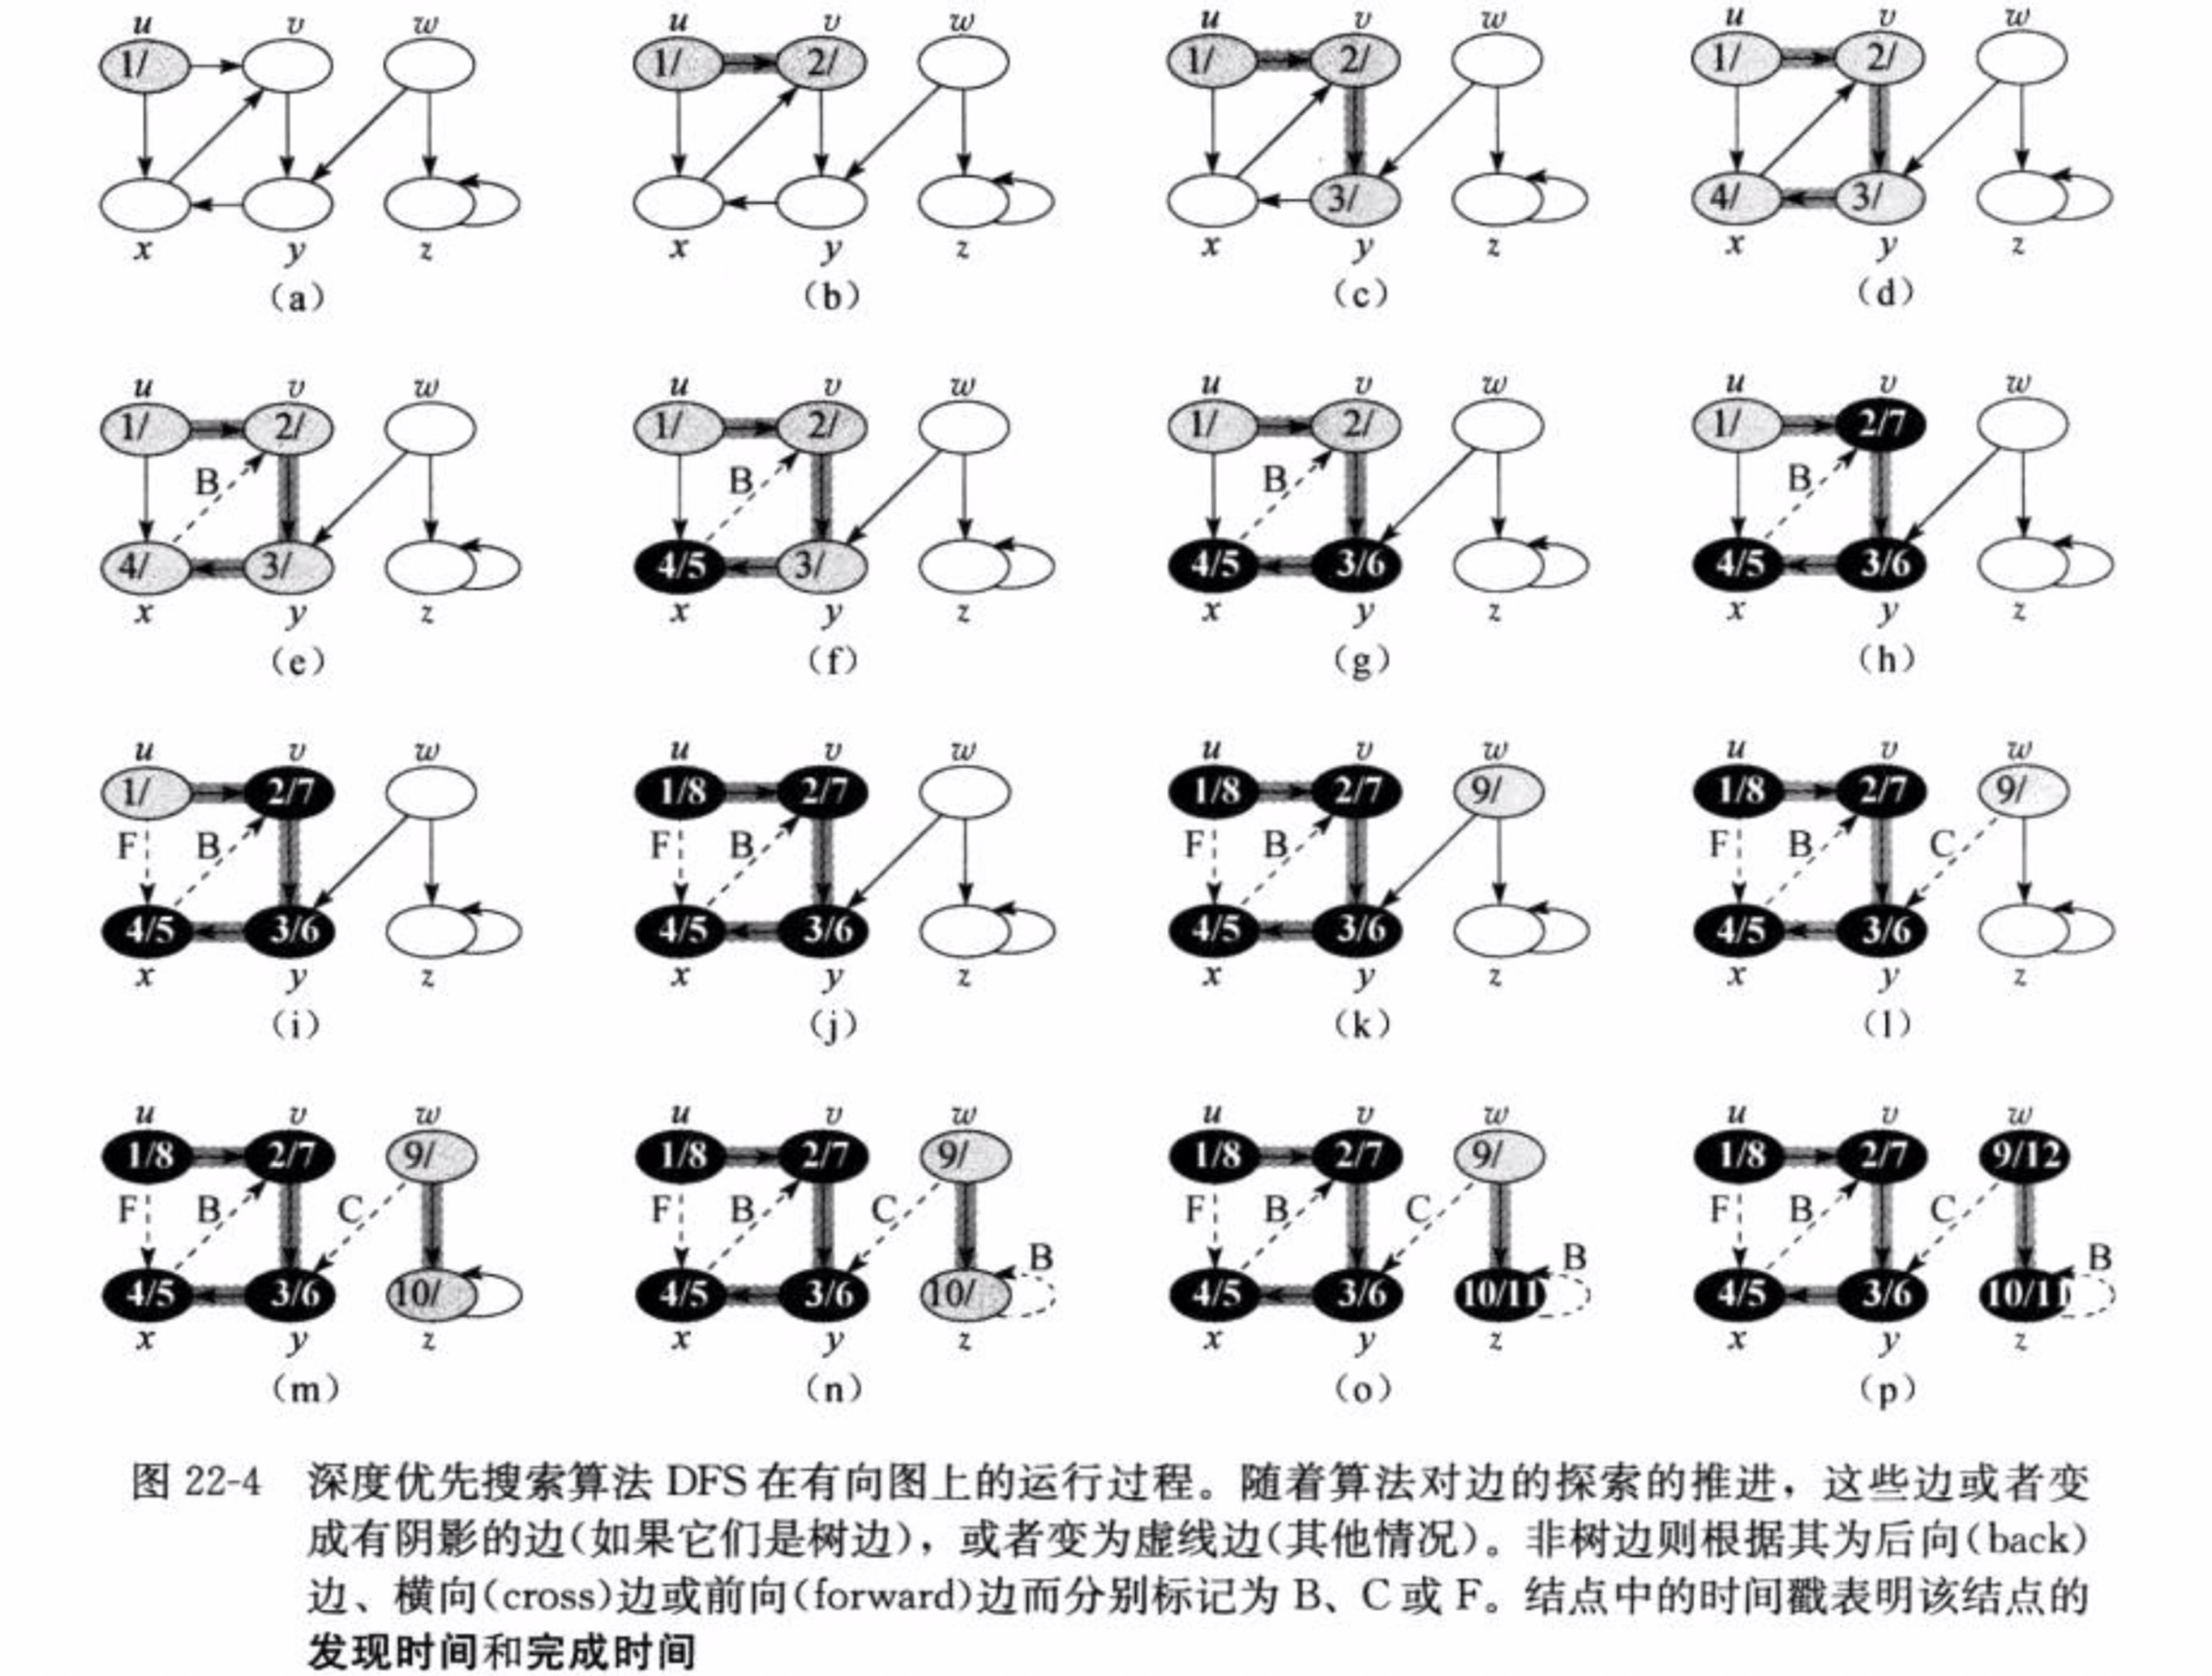 u v w u v w u v w u v w
1/ 1/ 2/ 1/ 2/ 1/ 2/
3/ 4/ 3/
x y z x y z x y z x y z
(a) (b) (c) (d)
u v w u v w u v w u v w
1/ 2/ 1/ 2/ 1/ 2/ 1/ 2/7
B B B B
4/ 3/ 4/5 3/ 4/5 3/6 4/5 3/6
x y z x y z x y z x y z
(e) (f) (g) (h)
u v w u v w u v w u v w
1/ 2/7 1/8 2/7 1/8 2/7 9/ 1/8 2/7 9/
F B F B F B F B C
4/5 3/6 4/5 3/6 4/5 3/6 4/5 3/6
x y z x y z x y z x y z
(i) (j) (k) (l)
u v w u v w u v w u v w
1/8 2/7 9/ 1/8 2/7 9/ 1/8 2/7 9/ 1/8 2/7 9/12
F B C F B C B F B C B F B C B
4/5 3/6 10/ 4/5 3/6 10/ 4/5 3/6 10/11 4/5 3/6 10/11
x y z x y z x y z x y z
(m) (n) (o) (p)
图 22-4 深度优先搜索算法 DFS 在有向图上的运行过程。随着算法对边的探索的推进，这些边或者变
成有阴影的边(如果它们是树边)，或者变为虚线边(其他情况)。非树边则根据其为后向(back)
边、横向(cross)边或前向(forward)边而分别标记为 B、C 或 F。结点中的时间戳表明该结点的
发现时间和完成时间